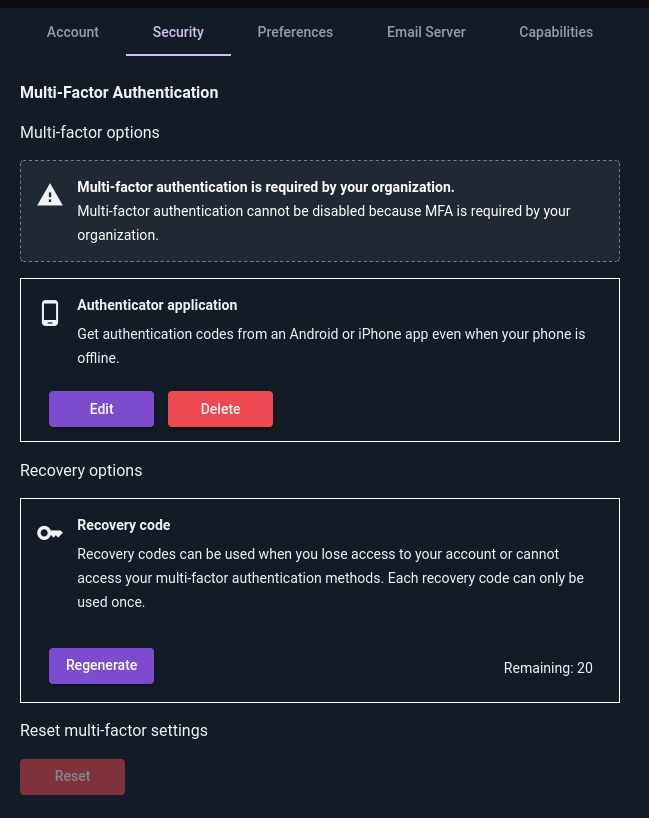 Account Security Preferences Email Server Capabilities
Multi-Factor Authentication
Multi-factor options
Multi-factor authentication is required by your organization.
Multi-factor authentication cannot be disabled because MFA is required by your
organization.
Authenticator application
Get authentication codes from an Android or iPhone app even when your phone is
offline.
Edit Delete
Recovery options
Recovery code
Recovery codes can be used when you lose access to your account or cannot
access your multi-factor authentication methods. Each recovery code can only be
used once.
Regenerate Remaining: 20
Reset multi-factor settings
Reset